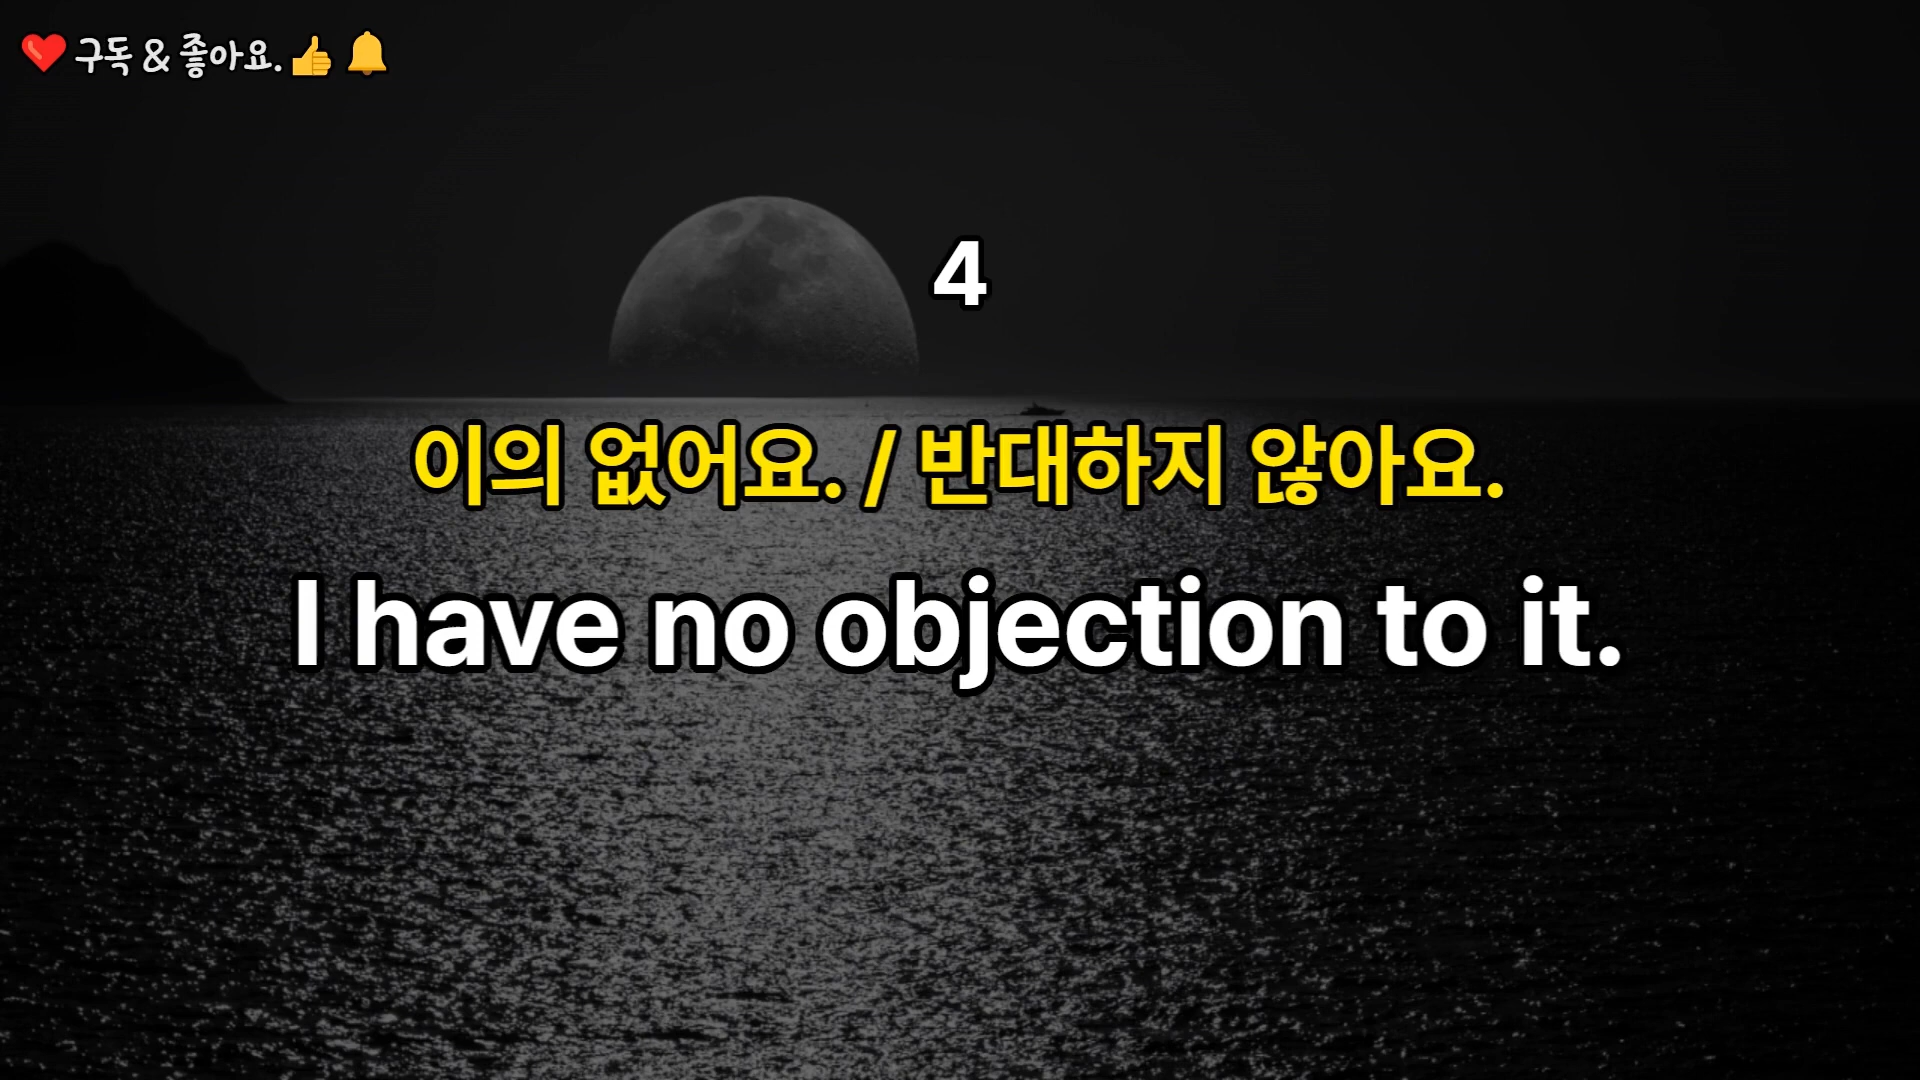 ❤️ 구독 & 좋아요. 👍 🔔
4
이의 없어요. / 반대하지 않아요.
I have no objection to it.